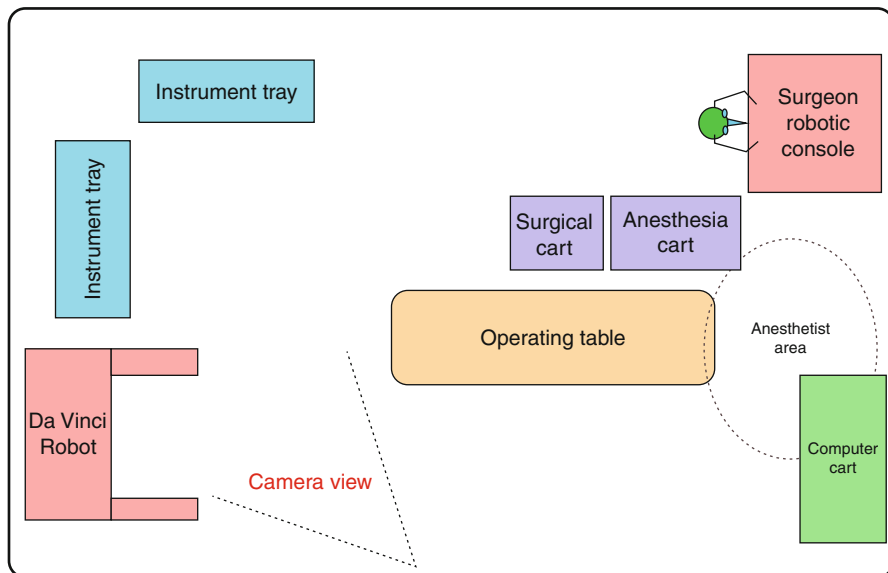 Instrument tray
Surgeon
robotic
console
Instrument tray
Surgical
cart
Anesthesia
cart
Operating table
Anesthetist
area
Da Vinci
Robot
Camera view
Computer
cart